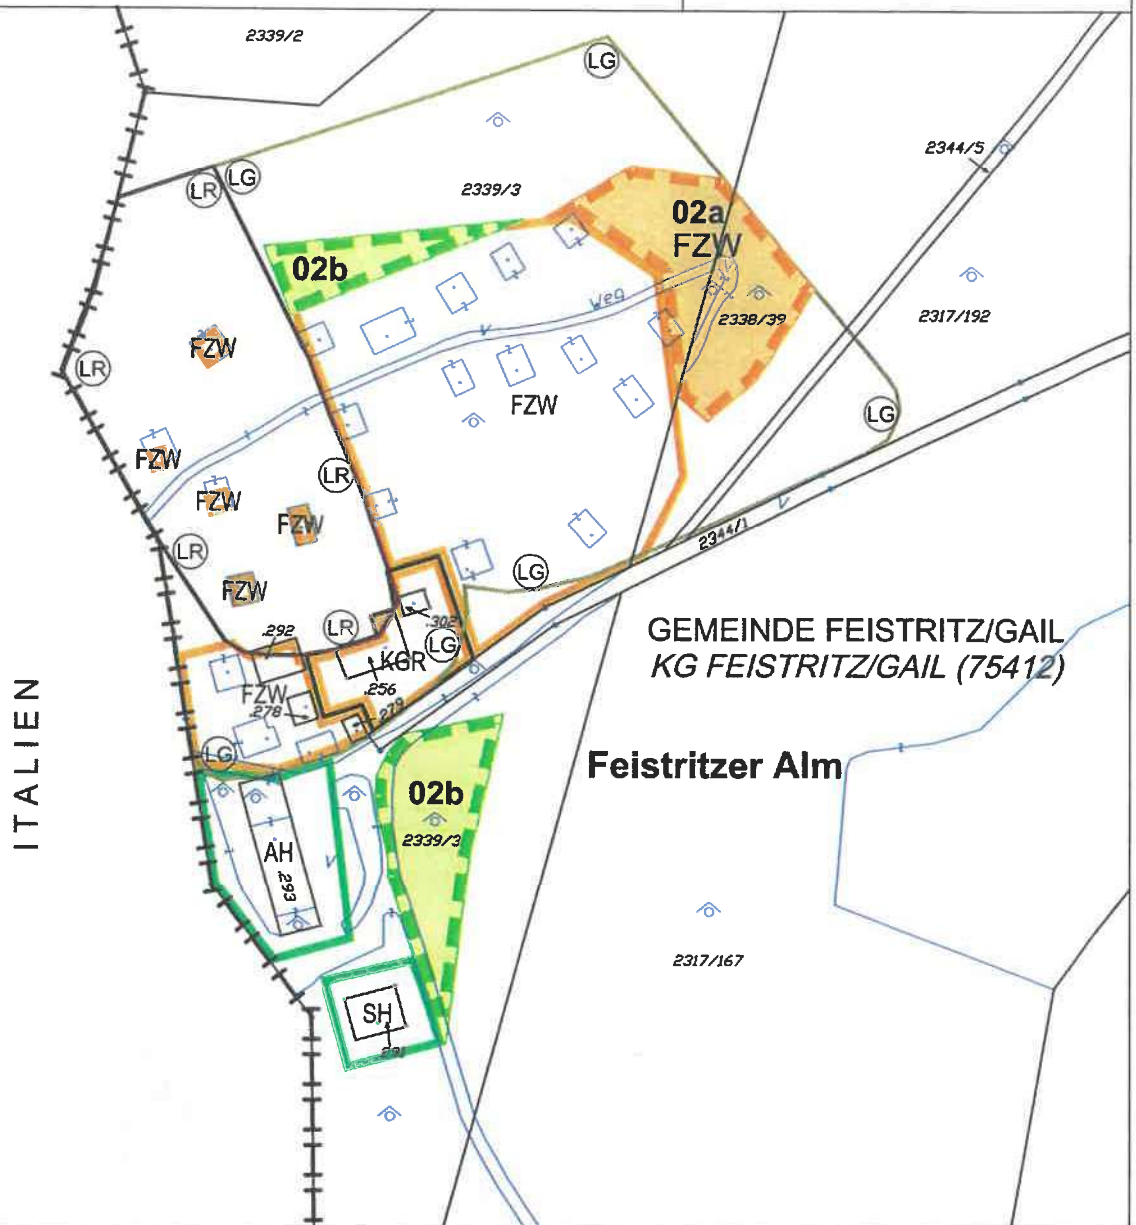 2339/2
LG
2344/5
LR
LG
2339/3
02a
FZW
02b
2317/192
Weg
2338/39
FZW
LR
FZW
LG
FZW
LR
FZW
FZW
2344/1
LR
LG
FZW
.302
.292
LR
LG
GEMEINDE FEISTRITZ/GAIL
KGR
KG FEISTRITZ/GAIL (75412)
.256
FZW
.278
.279
ITALIEN
LG
Feistritzer Alm
02b
2339/3
AH
.293
2317/167
SH
.291